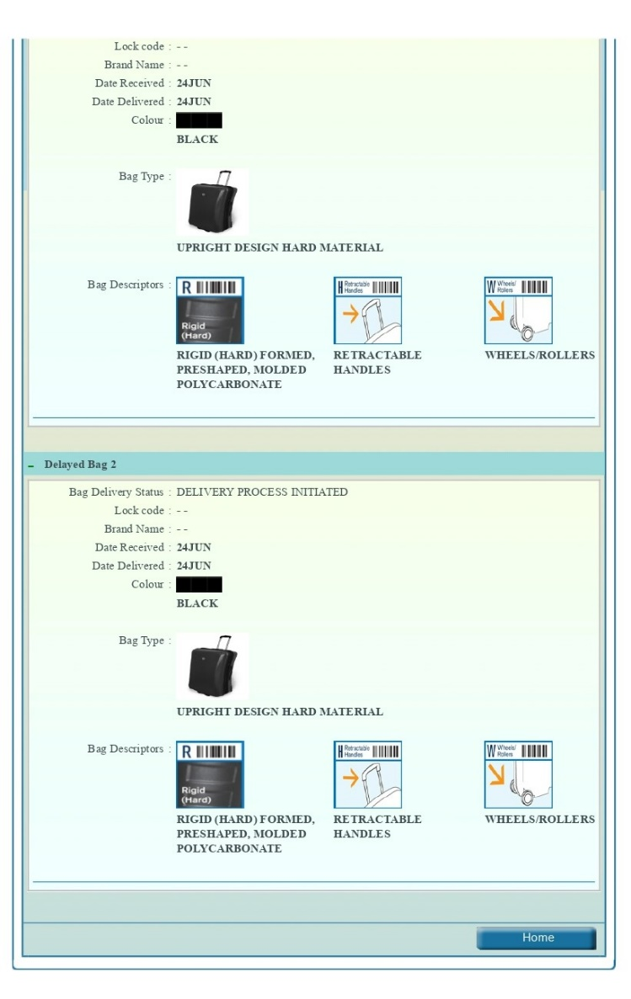 Lock code : - -
Brand Name : - -
Date Received : 24JUN
Date Delivered : 24JUN
Colour :
BLACK
Bag Type :
UPRIGHT DESIGN HARD MATERIAL
Bag Descriptors :
R
Rigid
(Hard)
RIGID (HARD) FORMED,
PRESHAPED, MOLDED
POLYCARBONATE
H Retractable
Handles
RETRACTABLE
HANDLES
W Wheels/
Rollers
WHEELS/ROLLERS
– Delayed Bag 2
Bag Delivery Status : DELIVERY PROCESS INITIATED
Lock code : - -
Brand Name : - -
Date Received : 24JUN
Date Delivered : 24JUN
Colour :
BLACK
Bag Type :
UPRIGHT DESIGN HARD MATERIAL
Bag Descriptors :
R
Rigid
(Hard)
RIGID (HARD) FORMED,
PRESHAPED, MOLDED
POLYCARBONATE
H Retractable
Handles
RETRACTABLE
HANDLES
W Wheels/
Rollers
WHEELS/ROLLERS
Home